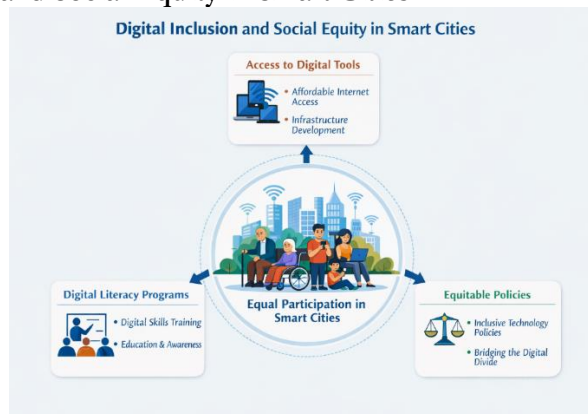 Digital Inclusion and Social Equity in Smart Cities
Access to Digital Tools
• Affordable Internet
Access
• Infrastructure
Development
Equal Participation in
Smart Cities
Digital Literacy Programs
• Digital Skills Training
• Education & Awareness
Equitable Policies
• Inclusive Technology
Policies
• Bridging the Digital
Divide